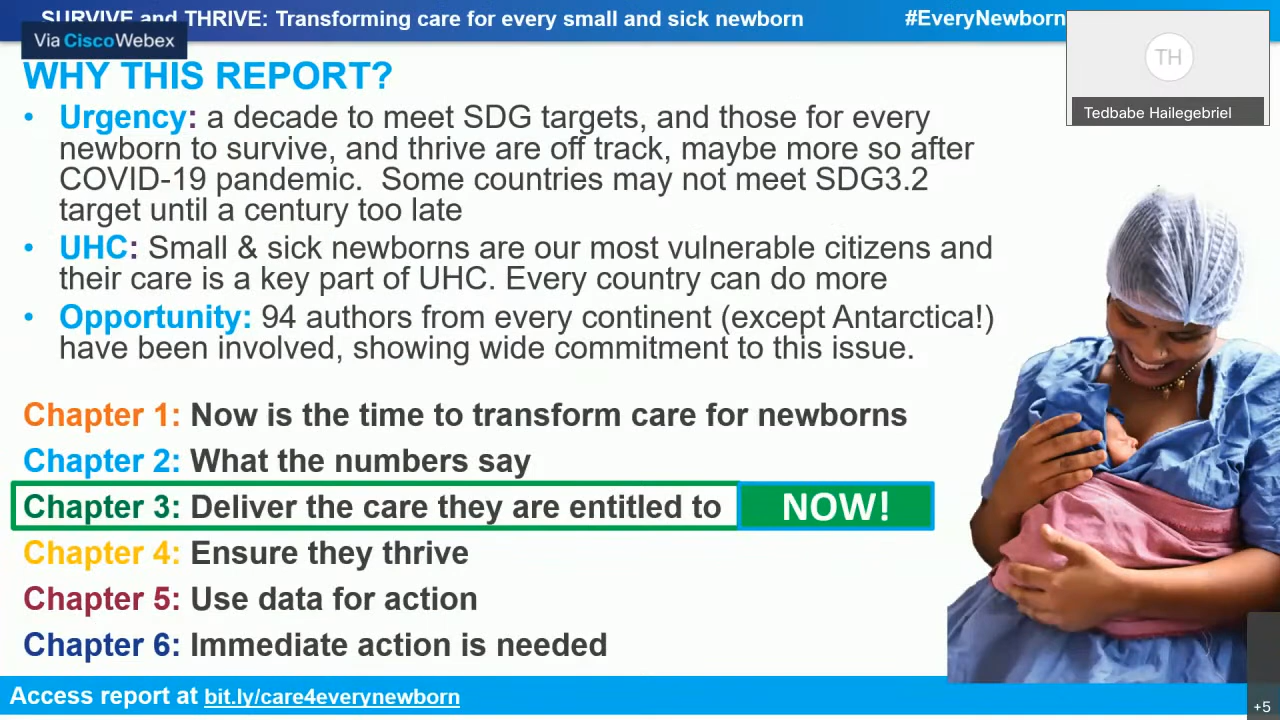 SURVIVE and THRIVE: Transforming care for every small and sick newborn
#EveryNewborn
Via CiscoWebex
TH
Tedbabe Hailegebriel
WHY THIS REPORT?
• Urgency: a decade to meet SDG targets, and those for every
newborn to survive, and thrive are off track, maybe more so after
COVID-19 pandemic.  Some countries may not meet SDG3.2
target until a century too late
• UHC: Small & sick newborns are our most vulnerable citizens and
their care is a key part of UHC. Every country can do more
• Opportunity: 94 authors from every continent (except Antarctica!)
have been involved, showing wide commitment to this issue.
Chapter 1: Now is the time to transform care for newborns
Chapter 2: What the numbers say
Chapter 3: Deliver the care they are entitled to NOW!
Chapter 4: Ensure they thrive
Chapter 5: Use data for action
Chapter 6: Immediate action is needed
Access report at bit.ly/care4everynewborn
+5